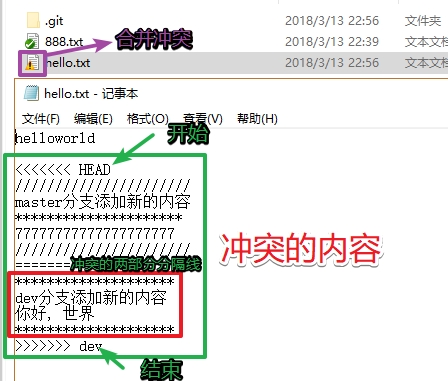 .git 2018/3/13 22:56 文件夹
888.txt 2018/3/13 22:39 文本文档
hello.txt 2018/3/13 22:56 文本文档
合并冲突
hello.txt - 记事本
文件(F) 编辑(E) 格式(O) 查看(V) 帮助(H)
helloworld
开始
<<<<<<< HEAD
/////////////////////
master分支添加新的内容
********************
7777777777777777777
/////////////////////
======= 冲突的两部分分隔线
冲突的内容
*******************
dev分支添加新的内容
你好, 世界
*******************
>>>>>>> dev
结束